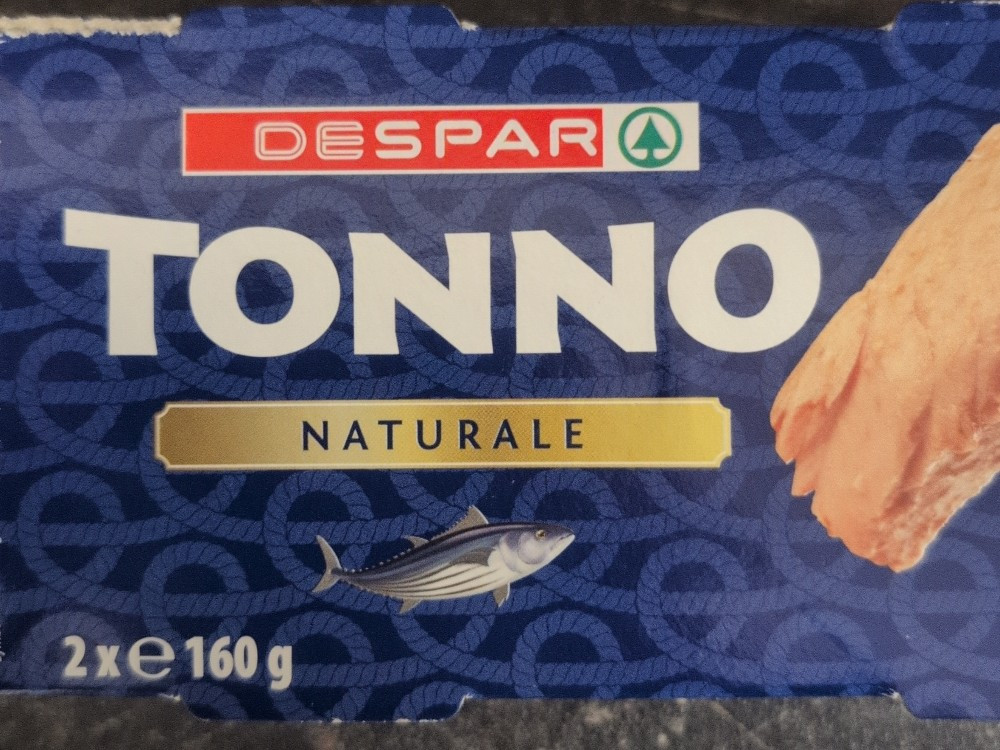 DESPAR
TONNO
NATURALE
2 x ℮ 160 g